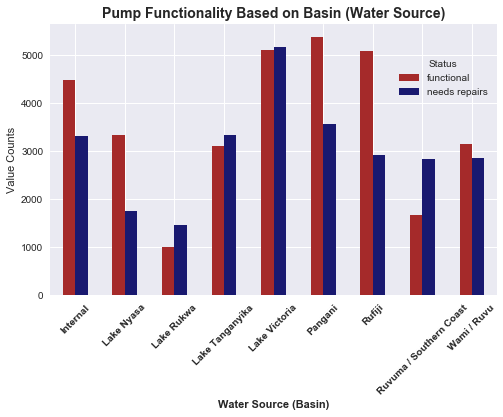 Pump Functionality Based on Basin (Water Source)
Status
functional
needs repairs
Value Counts
5000
4000
3000
2000
1000
0
Internal
Lake Nyasa
Lake Rukwa
Lake Tanganyika
Lake Victoria
Pangani
Rufiji
Ruvuma / Southern Coast
Wami / Ruvu
Water Source (Basin)